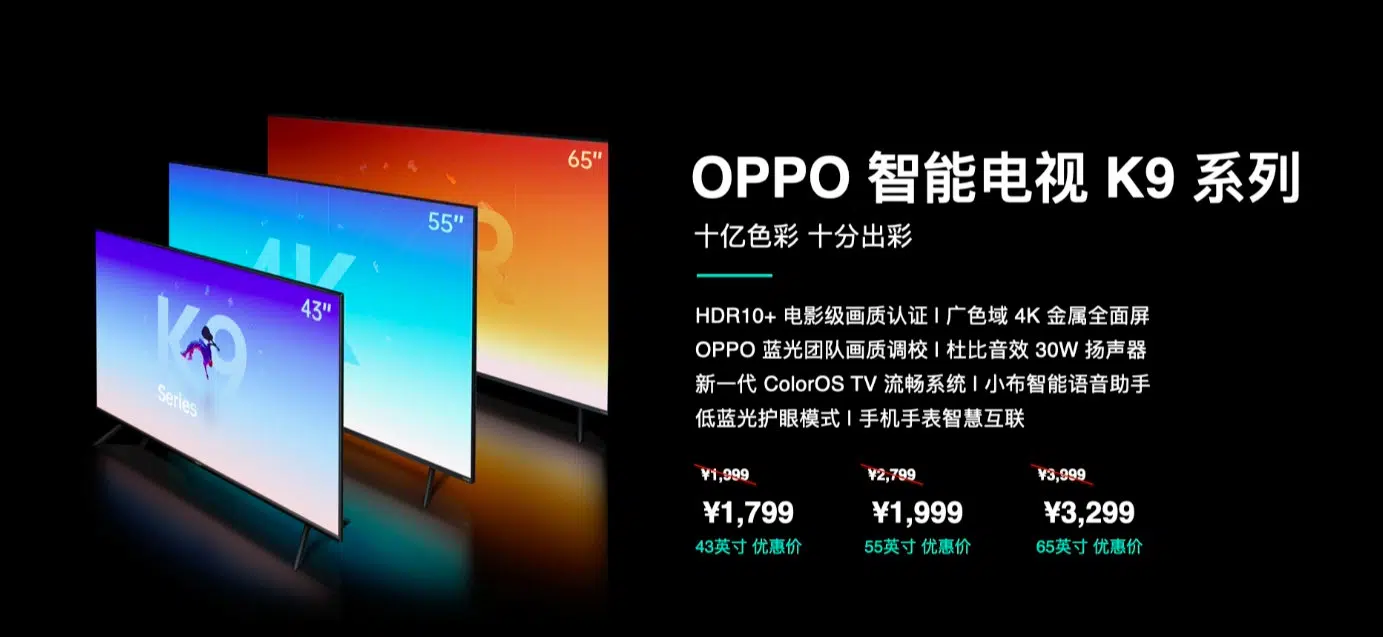 65"
55"
4K
R
43"
K9
Series
OPPO 智能电视 K9 系列
十亿色彩 十分出彩
HDR10+ 电影级画质认证 | 广色域 4K 金属全面屏
OPPO 蓝光团队画质调校 | 杜比音效 30W 扬声器
新一代 ColorOS TV 流畅系统 | 小布智能语音助手
低蓝光护眼模式 | 手机手表智慧互联
¥1,999 ¥2,799 ¥3,999
¥1,799 ¥1,999 ¥3,299
43英寸 优惠价 55英寸 优惠价 65英寸 优惠价